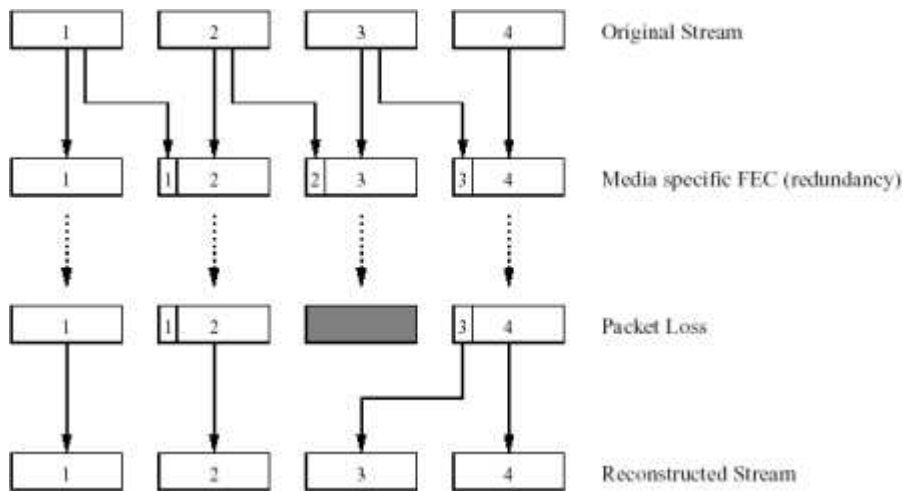 1 2 3 4 Original Stream
1 1 2 2 3 3 4 Media specific FEC (redundancy)
1 1 2 3 4 Packet Loss
1 2 3 4 Reconstructed Stream